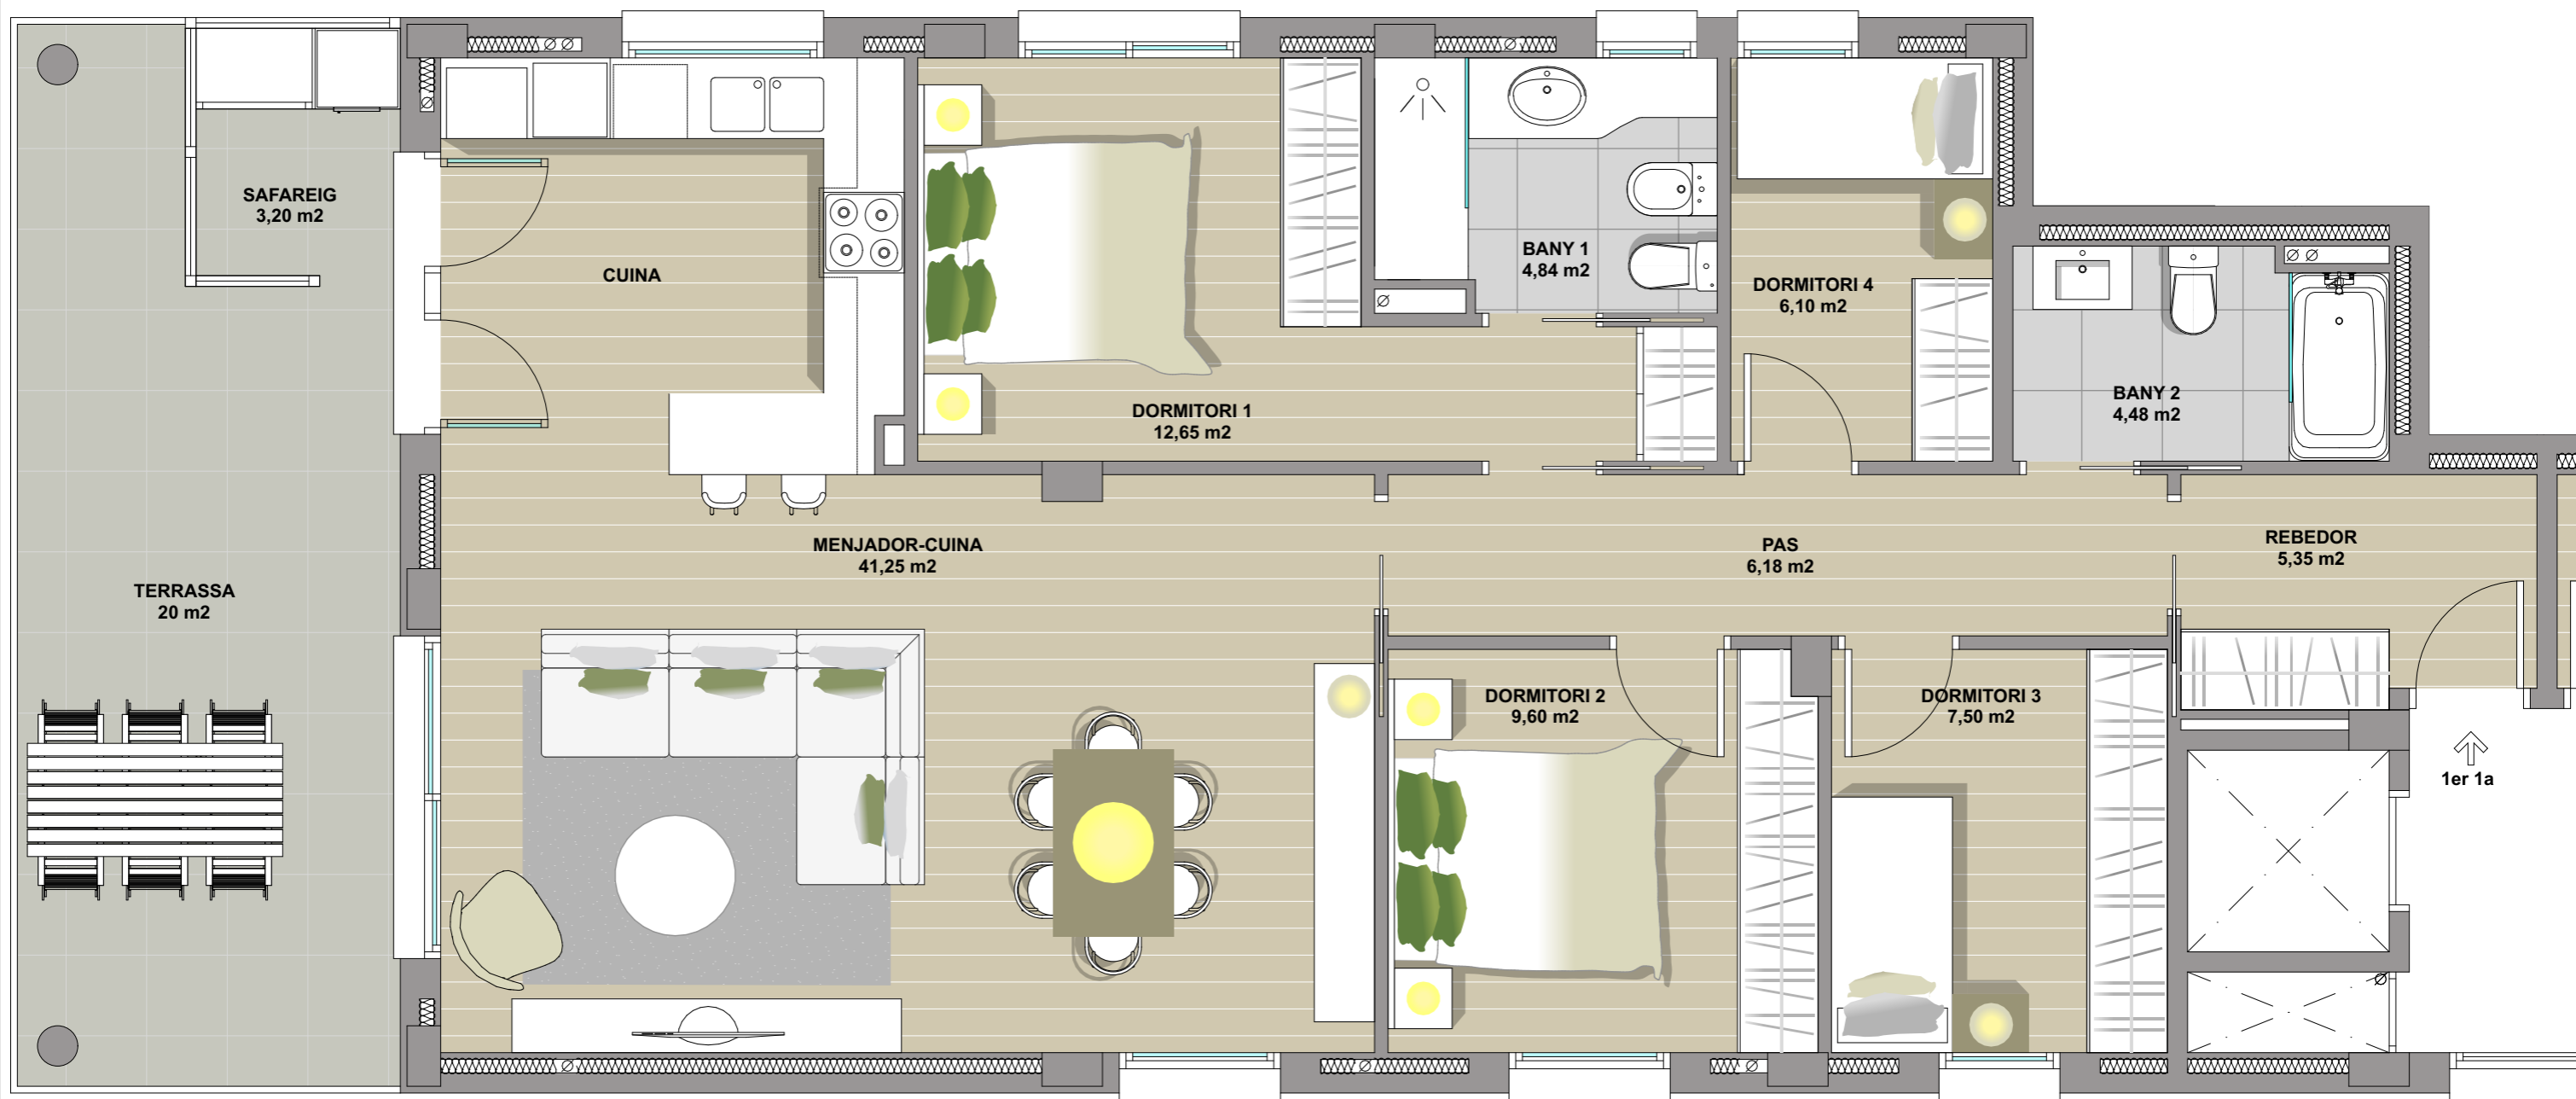 SAFAREIG
3,20 m2
CUINA
BANY 1
4,84 m2
DORMITORI 4
6,10 m2
DORMITORI 1
12,65 m2
BANY 2
4,48 m2
TERRASSA
20 m2
MENJADOR-CUINA
41,25 m2
PAS
6,18 m2
REBEDOR
5,35 m2
DORMITORI 2
9,60 m2
DORMITORI 3
7,50 m2
1er 1a